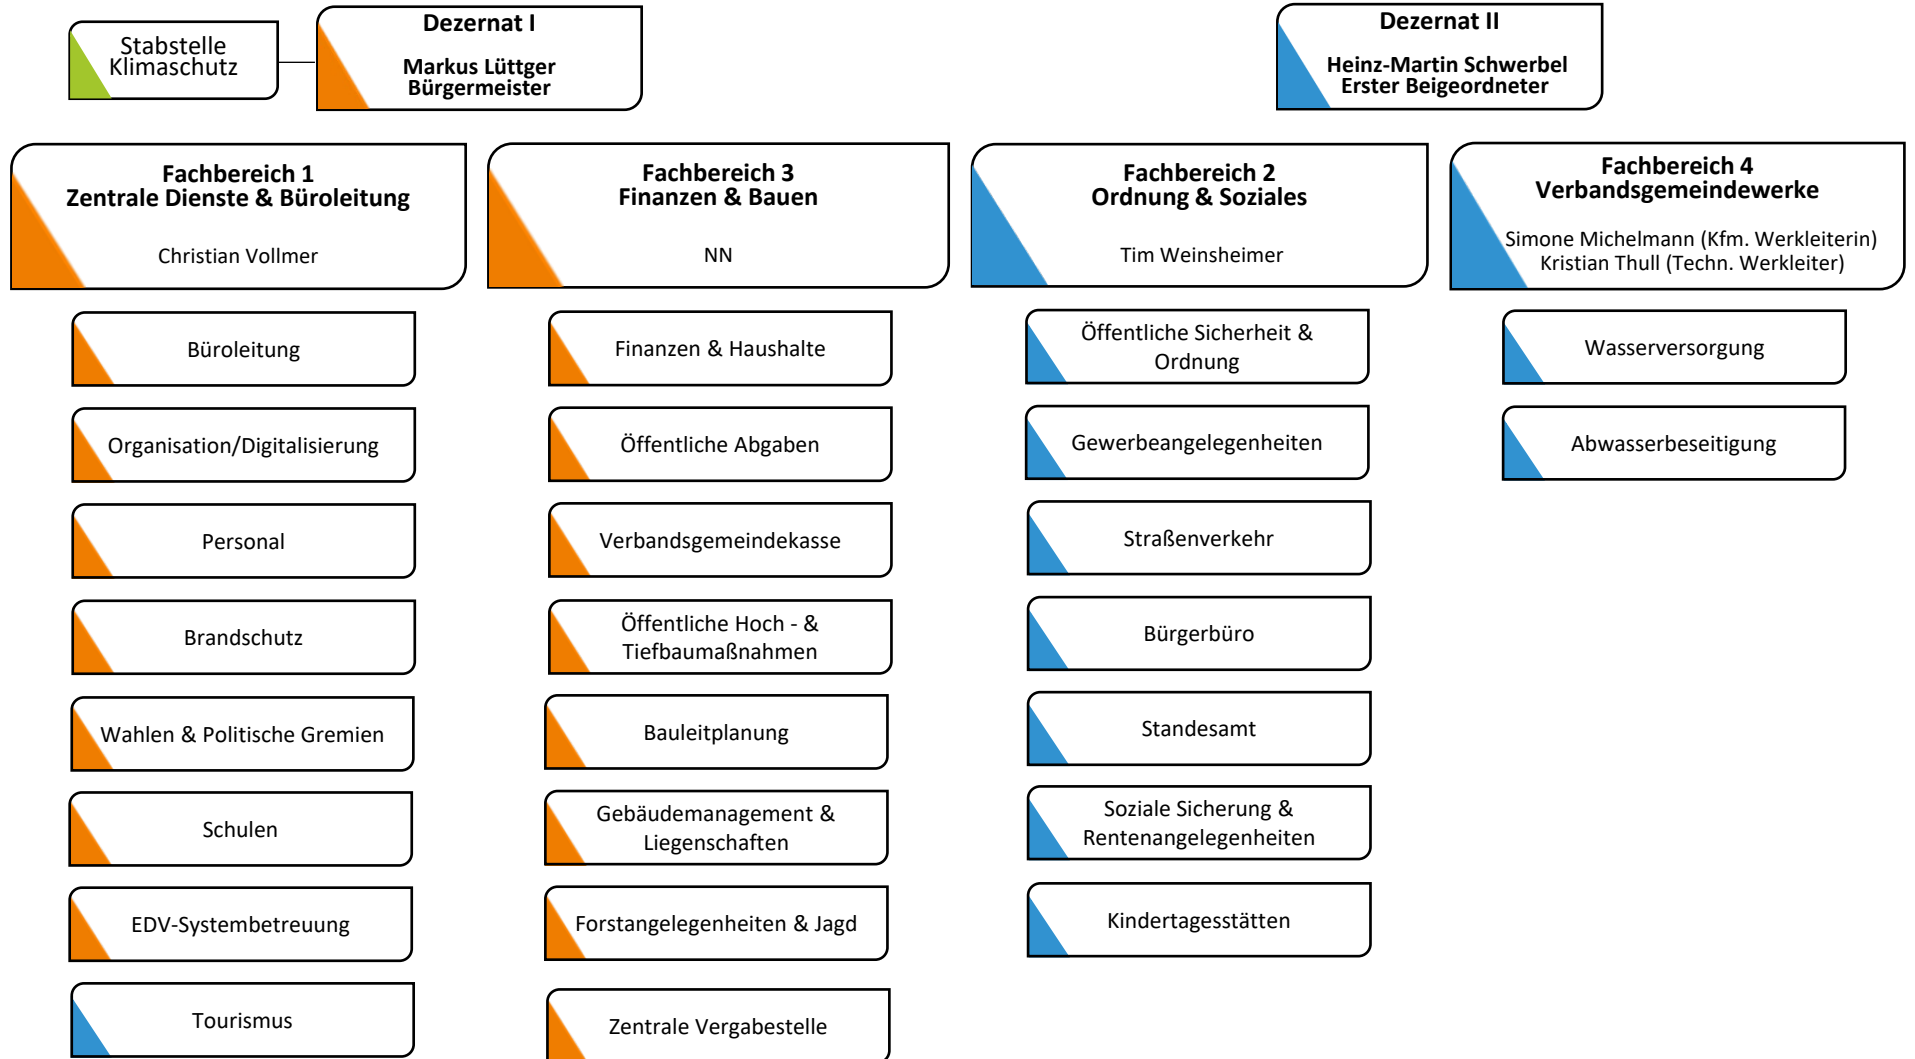 Stabstelle
Klimaschutz
Dezernat I
Markus Lüttger
Bürgermeister
Dezernat II
Heinz-Martin Schwerbel
Erster Beigeordneter
Fachbereich 1
Zentrale Dienste & Büroleitung
Christian Vollmer
Büroleitung
Organisation/Digitalisierung
Personal
Brandschutz
Wahlen & Politische Gremien
Schulen
EDV-Systembetreuung
Tourismus
Fachbereich 3
Finanzen & Bauen
NN
Finanzen & Haushalte
Öffentliche Abgaben
Verbandsgemeindekasse
Öffentliche Hoch - &
Tiefbaumaßnahmen
Bauleitplanung
Gebäudemanagement &
Liegenschaften
Forstangelegenheiten & Jagd
Zentrale Vergabestelle
Fachbereich 2
Ordnung & Soziales
Tim Weinsheimer
Öffentliche Sicherheit &
Ordnung
Gewerbeangelegenheiten
Straßenverkehr
Bürgerbüro
Standesamt
Soziale Sicherung &
Rentenangelegenheiten
Kindertagesstätten
Fachbereich 4
Verbandsgemeindewerke
Simone Michelmann (Kfm. Werkleiterin)
Kristian Thull (Techn. Werkleiter)
Wasserversorgung
Abwasserbeseitigung